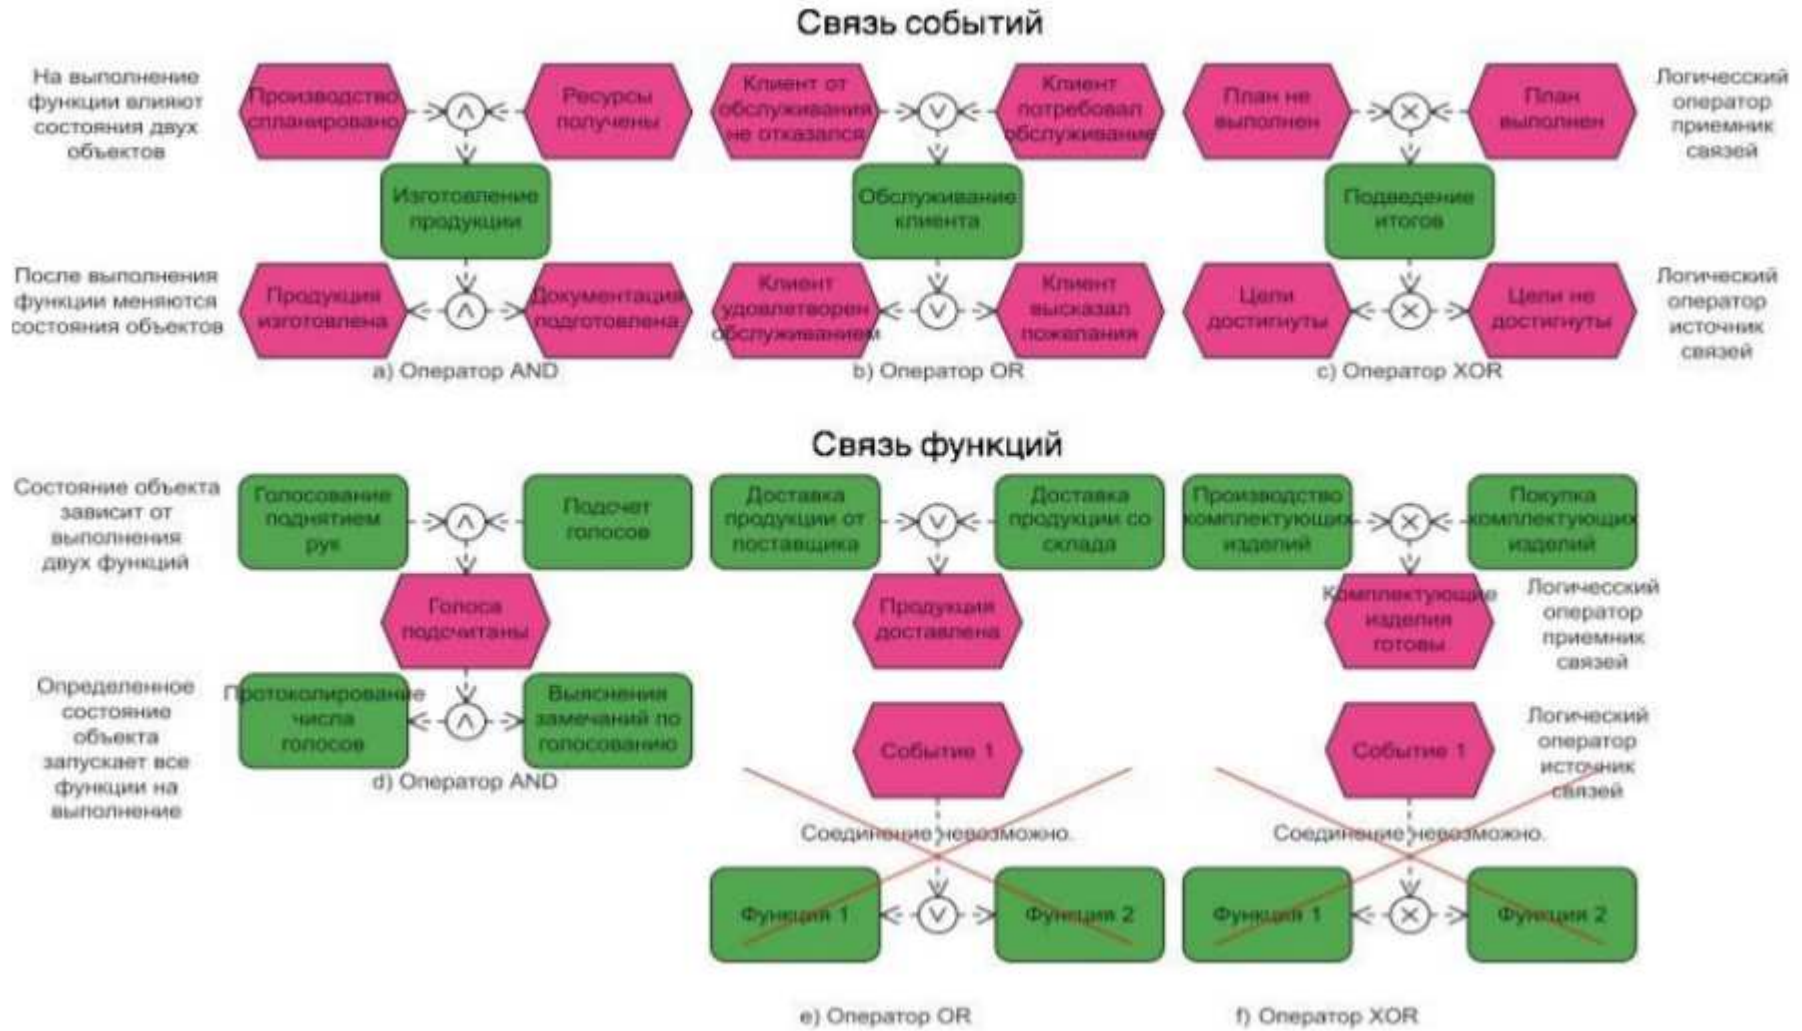 Связь событий
На выполнение
функции влияют
состояния двух
объектов
Производство
спланировано
Ресурсы
получены
Клиент от
обслуживания
не отказался
Клиент
потребовал
обслуживание
План не
выполнен
План
выполнен
Логичесский
оператор
приемник
связей
Изготовление
продукции
Обслуживание
клиента
Подведение
итогов
После выполнения
функции меняются
состояния объектов
Продукция
изготовлена
Документация
подготовлена
Клиент
удовлетворен
обслуживанием
Клиент
высказал
пожелания
Цели
достигнуты
Цели не
достигнуты
Логический
оператор
источник
связей
a) Оператор AND
b) Оператор OR
c) Оператор XOR
Связь функций
Состояние объекта
зависит от
выполнения
двух функций
Голосование
поднятием
рук
Подсчет
голосов
Доставка
продукции от
поставщика
Доставка
продукции со
склада
Производство
комплектующих
изделий
Покупка
комплектующих
изделий
Голоса
подсчитаны
Продукция
доставлена
Комплектующие
изделия
готовы
Логичесский
оператор
приемник
связей
Определенное
состояние
объекта
запускает все
функции на
выполнение
Протоколирование
числа
голосов
Выяснения
замечаний по
голосованию
d) Оператор AND
Событие 1
Событие 1
Логический
оператор
источник
связей
Соединение невозможно.
Соединение невозможно.
Функция 1
Функция 2
Функция 1
Функция 2
e) Оператор OR
f) Оператор XOR